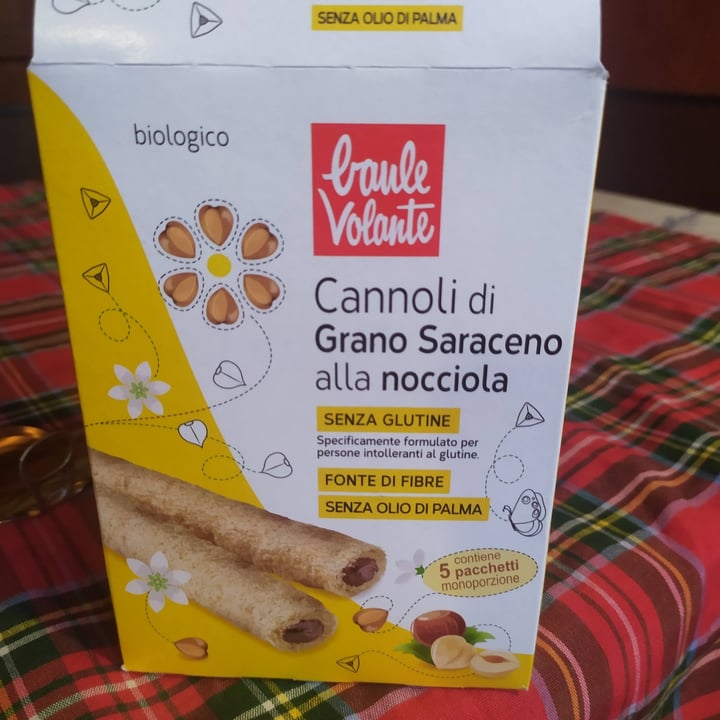 SENZA OLIO DI PALMA
biologico
baule
Volante
Cannoli di
Grano Saraceno
alla nocciola
SENZA GLUTINE
Specificamente formulato per
persone intolleranti al glutine.
FONTE DI FIBRE
SENZA OLIO DI PALMA
contiene
5 pacchetti
monoporzione